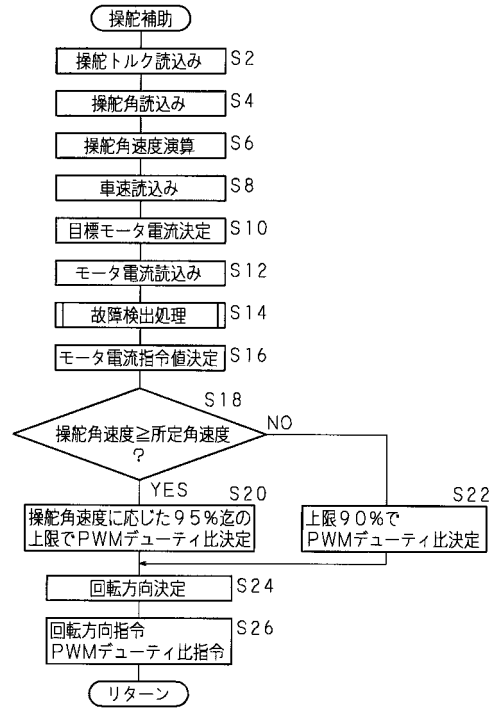 操舵補助
操舵トルク読込み S2
操舵角読込み S4
操舵角速度演算 S6
車速読込み S8
目標モータ電流決定 S10
モータ電流読込み S12
故障検出処理 S14
モータ電流指令値決定 S16
S18
操舵角速度≧所定角速度
?
NO
YES
S20
操舵角速度に応じた95%迄の
上限でPWMデューティ比決定
S22
上限90%で
PWMデューティ比決定
回転方向決定 S24
回転方向指令 S26
PWMデューティ比指令
リターン